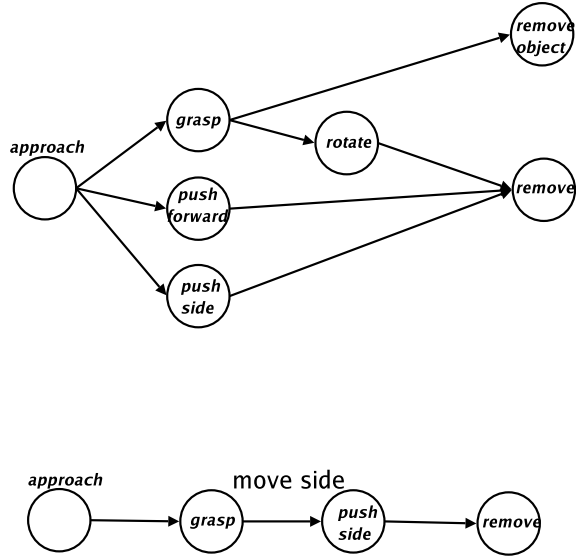 remove
object
grasp
approach
rotate
push
forward
remove
push
side
move side
approach
grasp
push
side
remove